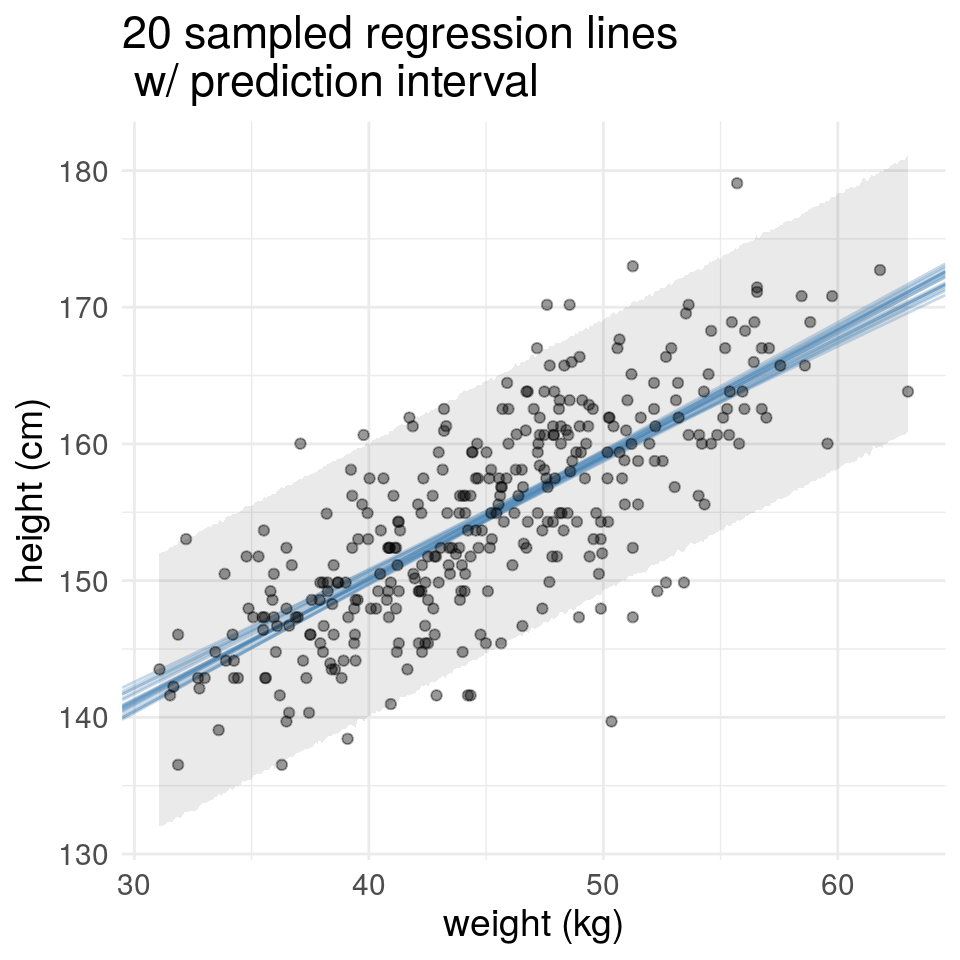 20 sampled regression lines
w/ prediction interval
180
170
160
150
140
130
height (cm)
30 40 50 60
weight (kg)